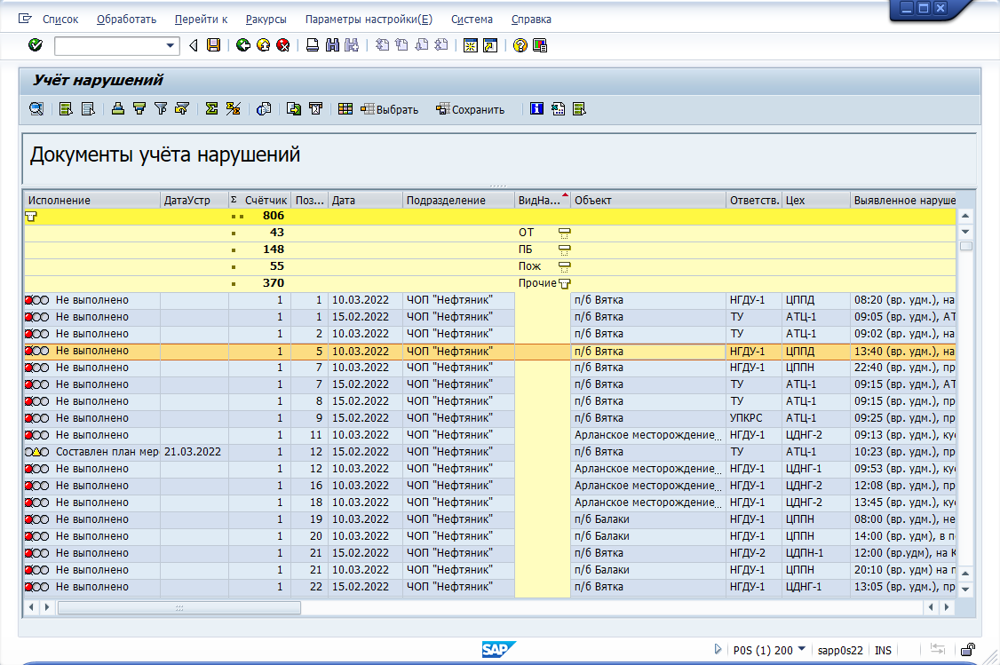 Список Обработать Перейти к Ракурсы Параметры настройки(Е) Система Справка
Учёт нарушений
Выбрать Сохранить
Документы учёта нарушений
Исполнение ДатаУстр Σ Счётчик Поз... Дата Подразделение ВидНа... Объект Ответств. Цех Выявленное наруше
806
43 ОТ
148 ПБ
55 Пож
370 Прочие
Не выполнено 1 1 10.03.2022 ЧОП "Нефтяник" п/б Вятка НГДУ-1 ЦППД 08:20 (вр. удм.), на
Не выполнено 1 1 15.02.2022 ЧОП "Нефтяник" п/б Вятка ТУ АТЦ-1 09:05 (вр. удм.), АТ
Не выполнено 1 2 10.03.2022 ЧОП "Нефтяник" п/б Вятка ТУ АТЦ-1 09:02 (вр. удм.), на
Не выполнено 1 5 10.03.2022 ЧОП "Нефтяник" п/б Вятка НГДУ-1 ЦППД 13:40 (вр. удм.), на
Не выполнено 1 7 10.03.2022 ЧОП "Нефтяник" п/б Вятка НГДУ-1 ЦППН 22:40 (вр. удм.), пр
Не выполнено 1 7 15.02.2022 ЧОП "Нефтяник" п/б Вятка ТУ АТЦ-1 09:15 (вр. удм.), АТ
Не выполнено 1 8 15.02.2022 ЧОП "Нефтяник" п/б Вятка ТУ АТЦ-1 09:15 (вр. удм.), пр
Не выполнено 1 9 15.02.2022 ЧОП "Нефтяник" п/б Вятка УПКРС АТЦ-1 09:25 (вр. удм.), пр
Не выполнено 1 11 10.03.2022 ЧОП "Нефтяник" Арланское месторождение... НГДУ-1 ЦДНГ-2 09:13 (вр. удм.), кус
Составлен план мер 21.03.2022 1 12 15.02.2022 ЧОП "Нефтяник" п/б Вятка ТУ АТЦ-1 10:23 (вр. удм.), пр
Не выполнено 1 12 10.03.2022 ЧОП "Нефтяник" Арланское месторождение... НГДУ-1 ЦДНГ-1 09:53 (вр. удм.), кус
Не выполнено 1 16 10.03.2022 ЧОП "Нефтяник" Арланское месторождение... НГДУ-1 ЦДНГ-2 12:08 (вр. удм.), пр
Не выполнено 1 18 10.03.2022 ЧОП "Нефтяник" Арланское месторождение... НГДУ-1 ЦДНГ-2 13:45 (вр. удм.), кус
Не выполнено 1 19 10.03.2022 ЧОП "Нефтяник" п/б Балаки НГДУ-1 ЦППН 08:00 (вр. удм.), не
Не выполнено 1 20 10.03.2022 ЧОП "Нефтяник" п/б Балаки НГДУ-1 ЦППН 14:00 (вр. удм), в по
Не выполнено 1 21 15.02.2022 ЧОП "Нефтяник" п/б Вятка НГДУ-2 ЦДПН-1 12:00 (вр.удм), на К
Не выполнено 1 21 10.03.2022 ЧОП "Нефтяник" п/б Балаки НГДУ-1 ЦППН 20:10 (вр. удм) на п
Не выполнено 1 22 15.02.2022 ЧОП "Нефтяник" п/б Вятка НГДУ-1 ЦДНГ-1 13:05 (вр. удм.), пр
SAP P0S (1) 200 sapp0s22 INS